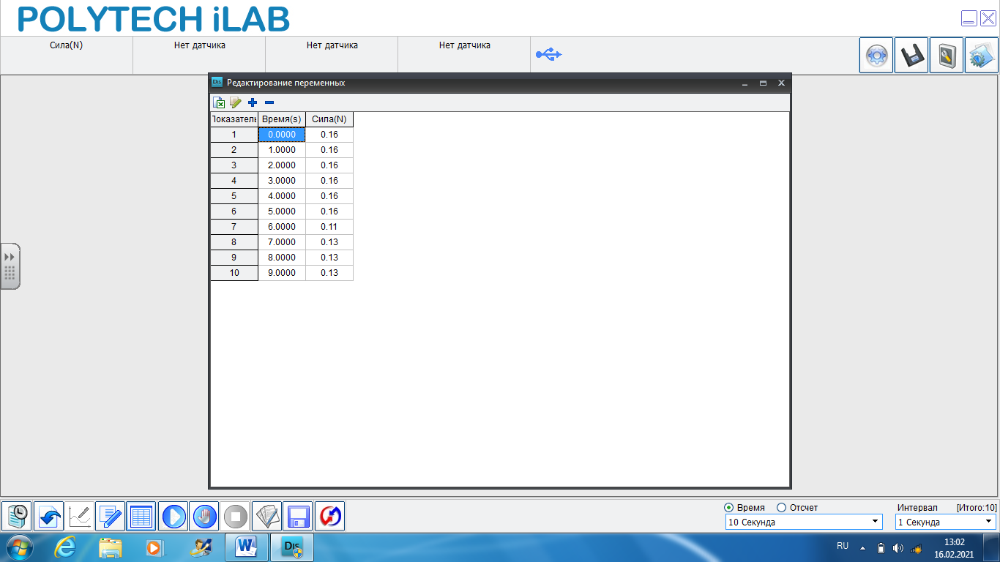 POLYTECH iLAB
Сила(N) Нет датчика Нет датчика Нет датчика
Dis Редактирование переменных
Показатель Время(s) Сила(N)
1 0.0000 0.16
2 1.0000 0.16
3 2.0000 0.16
4 3.0000 0.16
5 4.0000 0.16
6 5.0000 0.16
7 6.0000 0.11
8 7.0000 0.13
9 8.0000 0.13
10 9.0000 0.13
Время Отсчет Интервал [Итого:10]
10 Секунда 1 Секунда
W Dis RU 13:02
16.02.2021